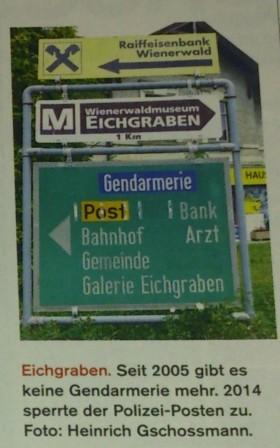 Raiffeisenbank
Wienerwald
M Wienerwaldmuseum
EICHGRABEN
1 Km
Gendarmerie
Post Bank
Bahnhof Arzt
Gemeinde
Galerie Eichgraben
HAUS
Eichgraben. Seit 2005 gibt es
keine Gendarmerie mehr. 2014
sperrte der Polizei-Posten zu.
Foto: Heinrich Gschossmann.